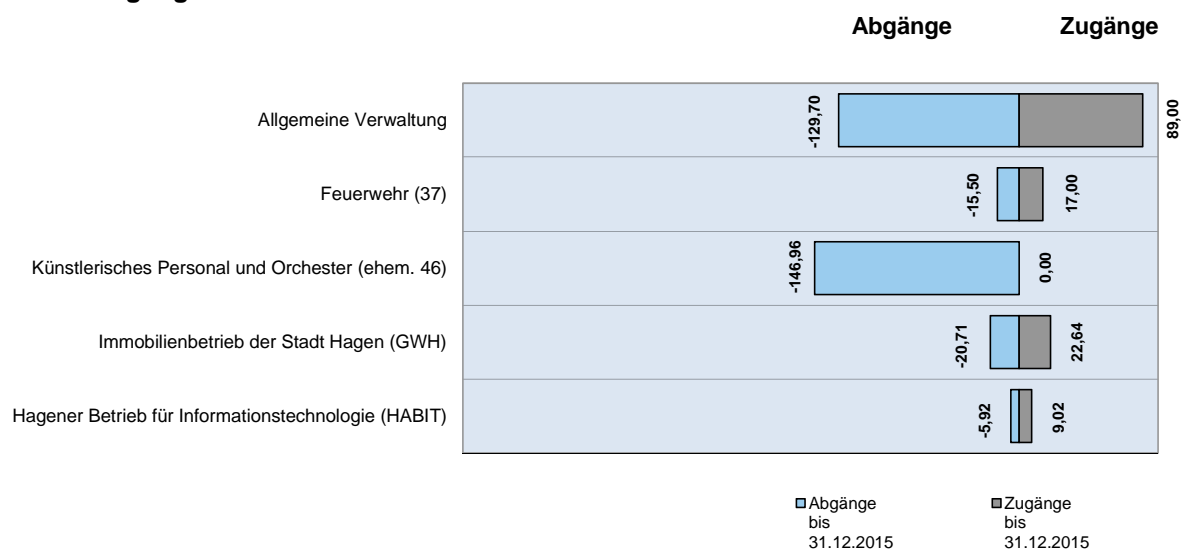 Abgänge Zugänge
Allgemeine Verwaltung
-129,70
89,00
Feuerwehr (37)
-15,50
17,00
Künstlerisches Personal und Orchester (ehem. 46)
-146,96
0,00
Immobilienbetrieb der Stadt Hagen (GWH)
-20,71
22,64
Hagener Betrieb für Informationstechnologie (HABIT)
-5,92
9,02
Abgänge
bis
31.12.2015
Zugänge
bis
31.12.2015